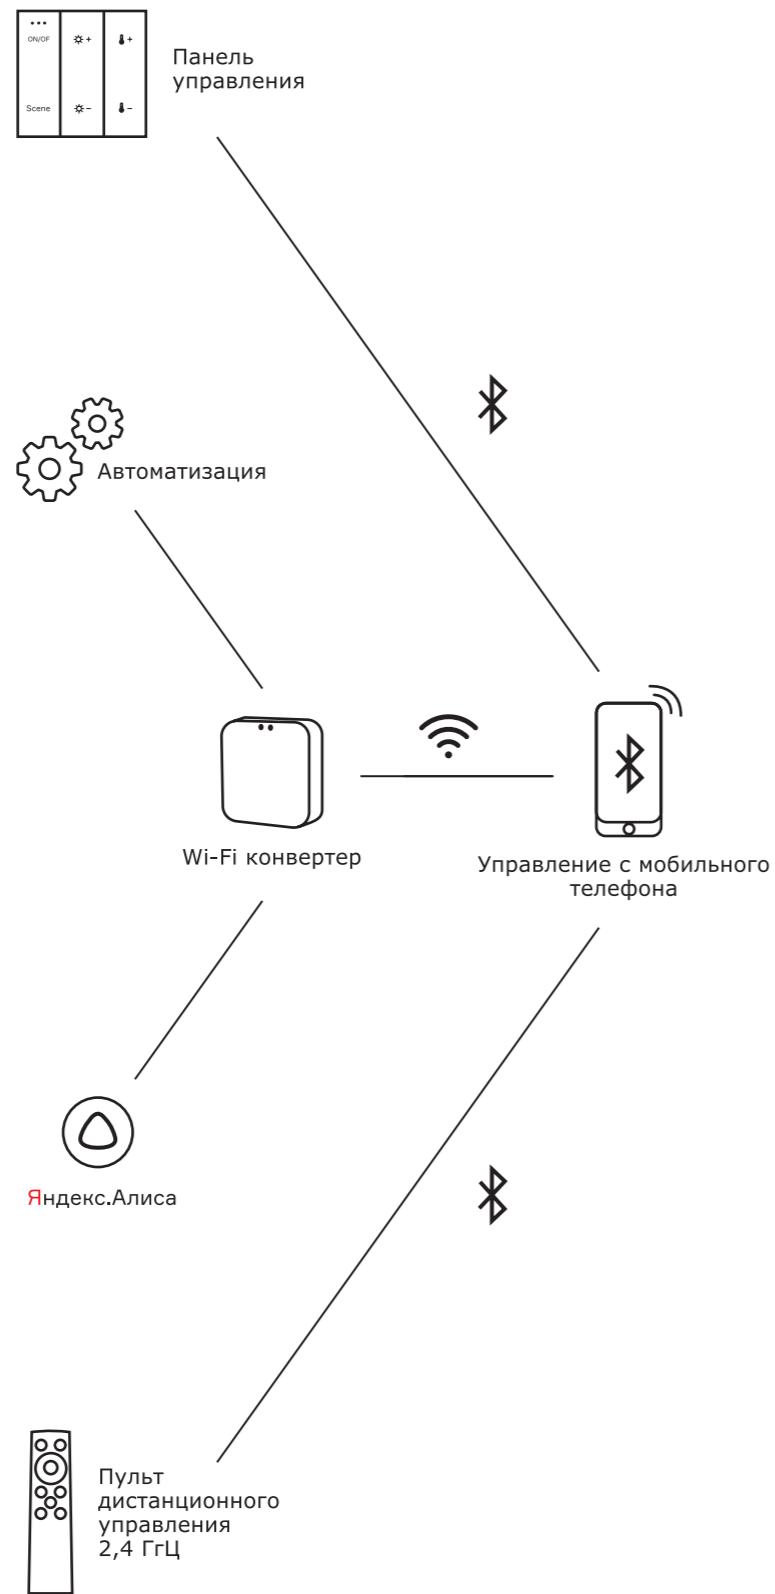 ON/OF
+
+
Scene
–
–
Панель
управления
Автоматизация
Wi-Fi конвертер
Управление с мобильного
телефона
Яндекс.Алиса
Пульт
дистанционного
управления
2,4 ГГЦ